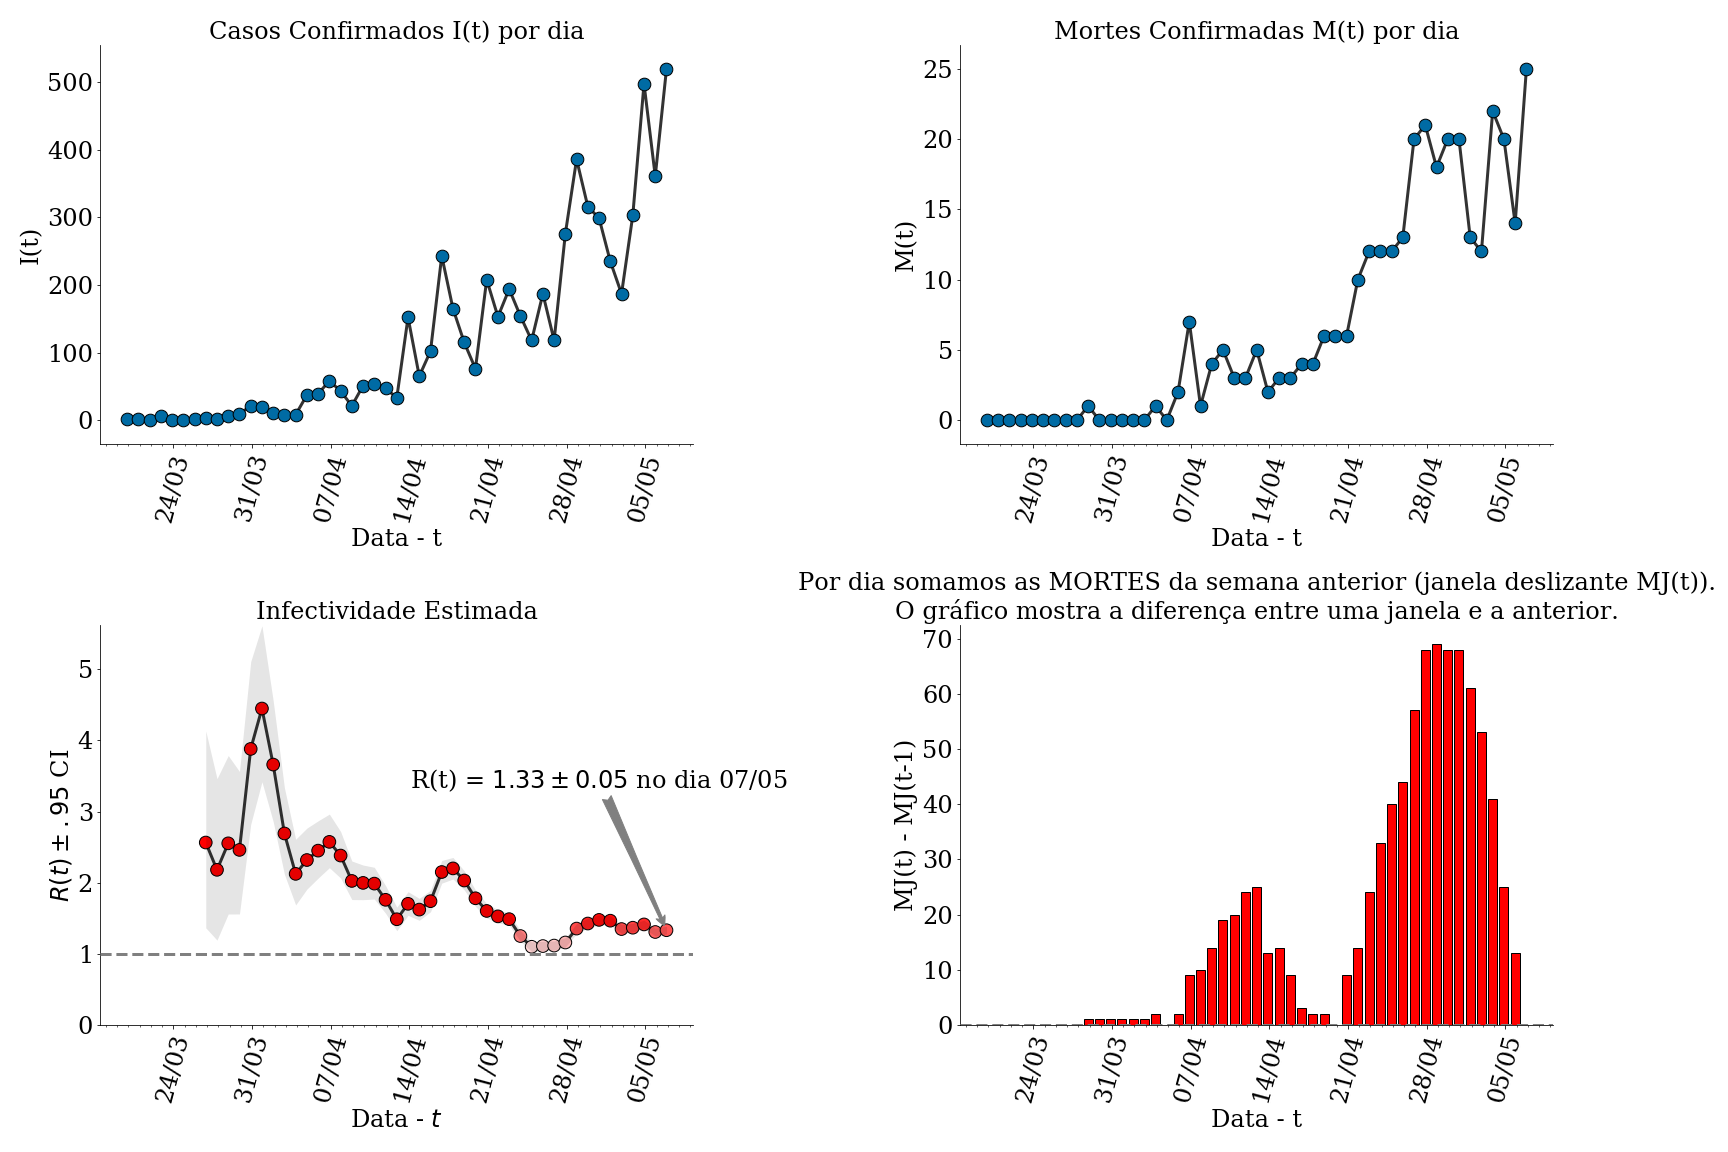 Casos Confirmados I(t) por dia
I(t)
500
400
300
200
100
0
24/03 31/03 07/04 14/04 21/04 28/04 05/05
Data - t
Mortes Confirmadas M(t) por dia
M(t)
25
20
15
10
5
0
24/03 31/03 07/04 14/04 21/04 28/04 05/05
Data - t
Infectividade Estimada
R(t) ± .95 CI
5
4
3
2
1
0
R(t) = 1.33 ± 0.05 no dia 07/05
24/03 31/03 07/04 14/04 21/04 28/04 05/05
Data - t
Por dia somamos as MORTES da semana anterior (janela deslizante MJ(t)).
O gráfico mostra a diferença entre uma janela e a anterior.
MJ(t) - MJ(t-1)
70
60
50
40
30
20
10
0
24/03 31/03 07/04 14/04 21/04 28/04 05/05
Data - t